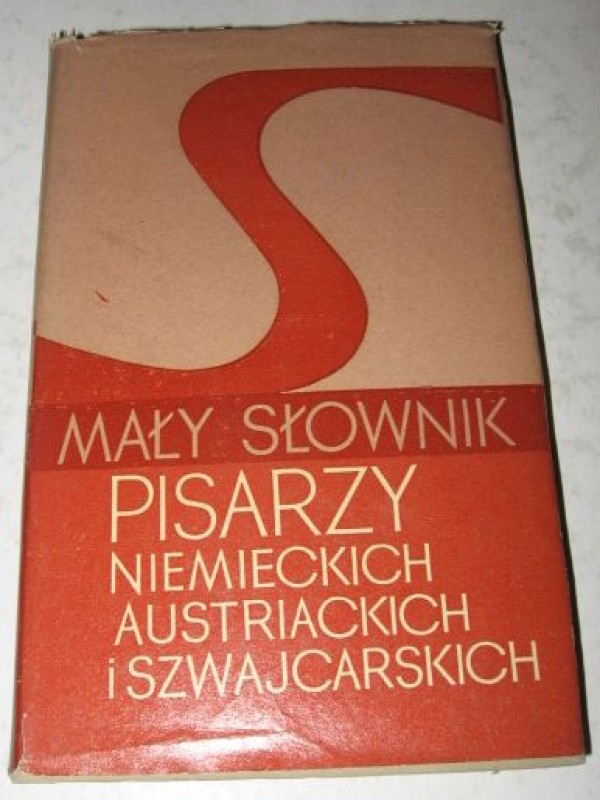 MAŁY SŁOWNIK
PISARZY
NIEMIECKICH
AUSTRIACKICH
i SZWAJCARSKICH